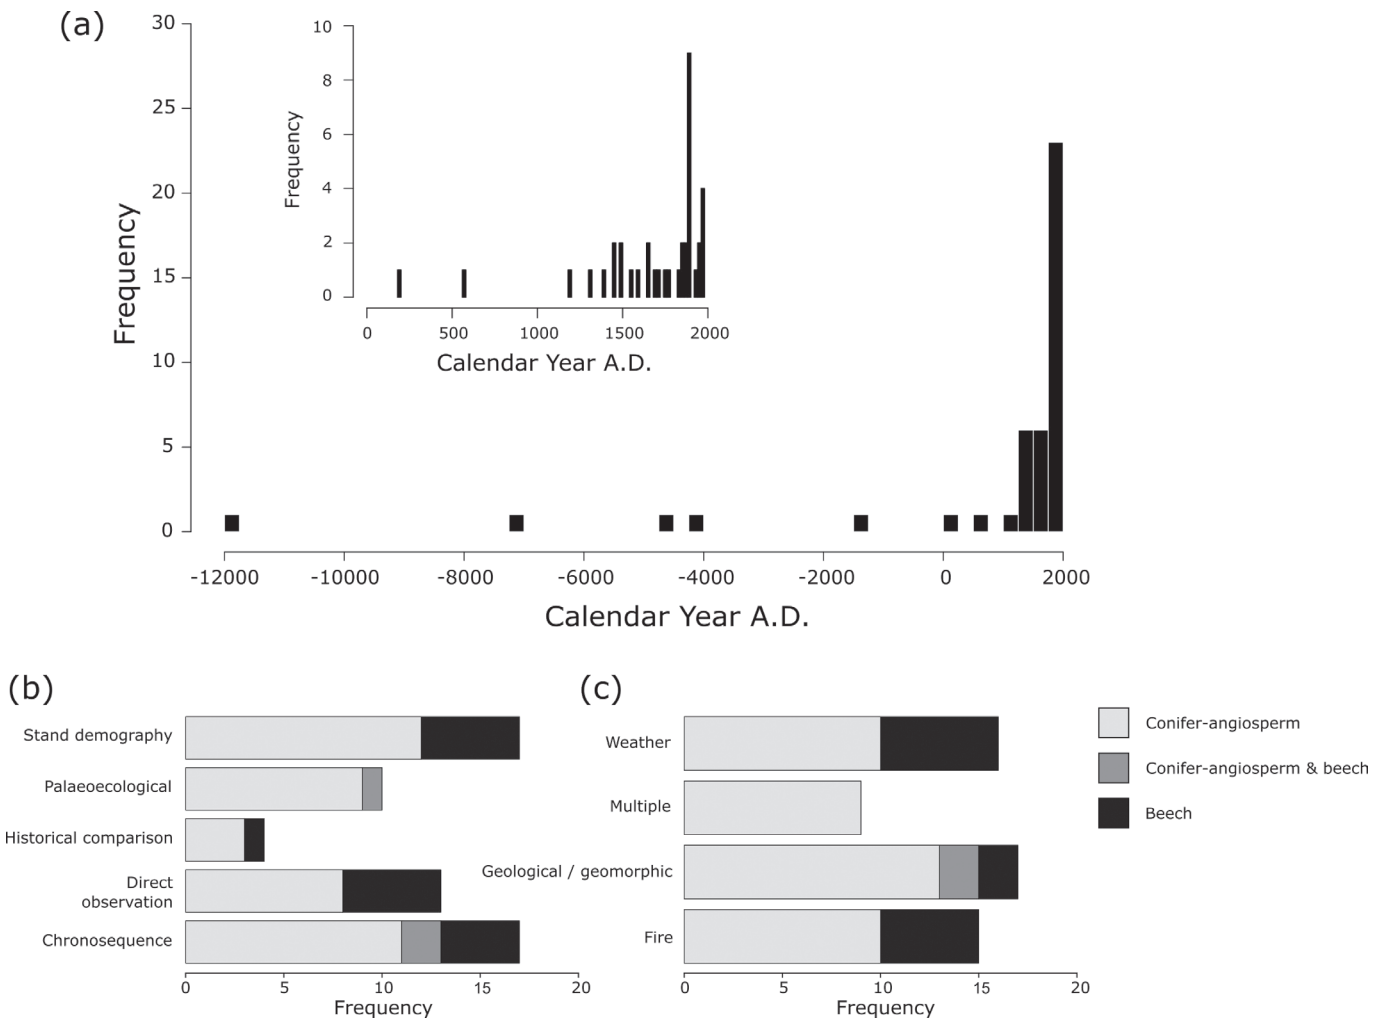 (a)
30
25
20
15
10
5
0
Frequency
10
8
6
4
2
0
Frequency
0 500 1000 1500 2000
Calendar Year A.D.
-12000 -10000 -8000 -6000 -4000 -2000 0 2000
Calendar Year A.D.
(b)
Stand demography
Palaeoecological
Historical comparison
Direct
observation
Chronosequence
0 5 10 15 20
Frequency
(c)
Weather
Multiple
Geological / geomorphic
Fire
0 5 10 15 20
Frequency
Conifer-angiosperm
Conifer-angiosperm & beech
Beech